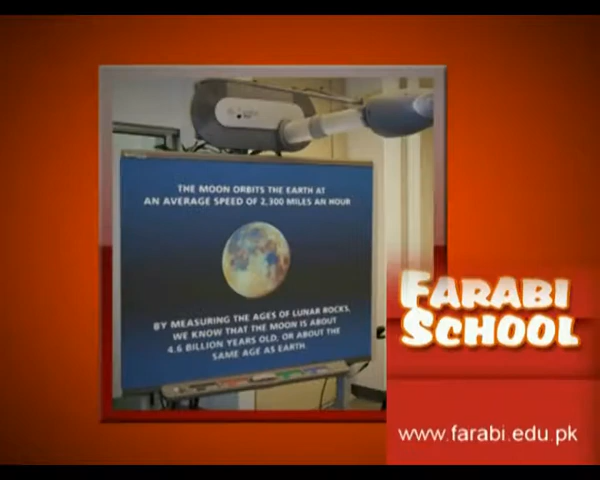 THE MOON ORBITS THE EARTH AT
AN AVERAGE SPEED OF 2,300 MILES AN HOUR
BY MEASURING THE AGES OF LUNAR ROCKS,
WE KNOW THAT THE MOON IS ABOUT
4.6 BILLION YEARS OLD, OR ABOUT THE
SAME AGE AS EARTH.
FARABI
SCHOOL
www.farabi.edu.pk